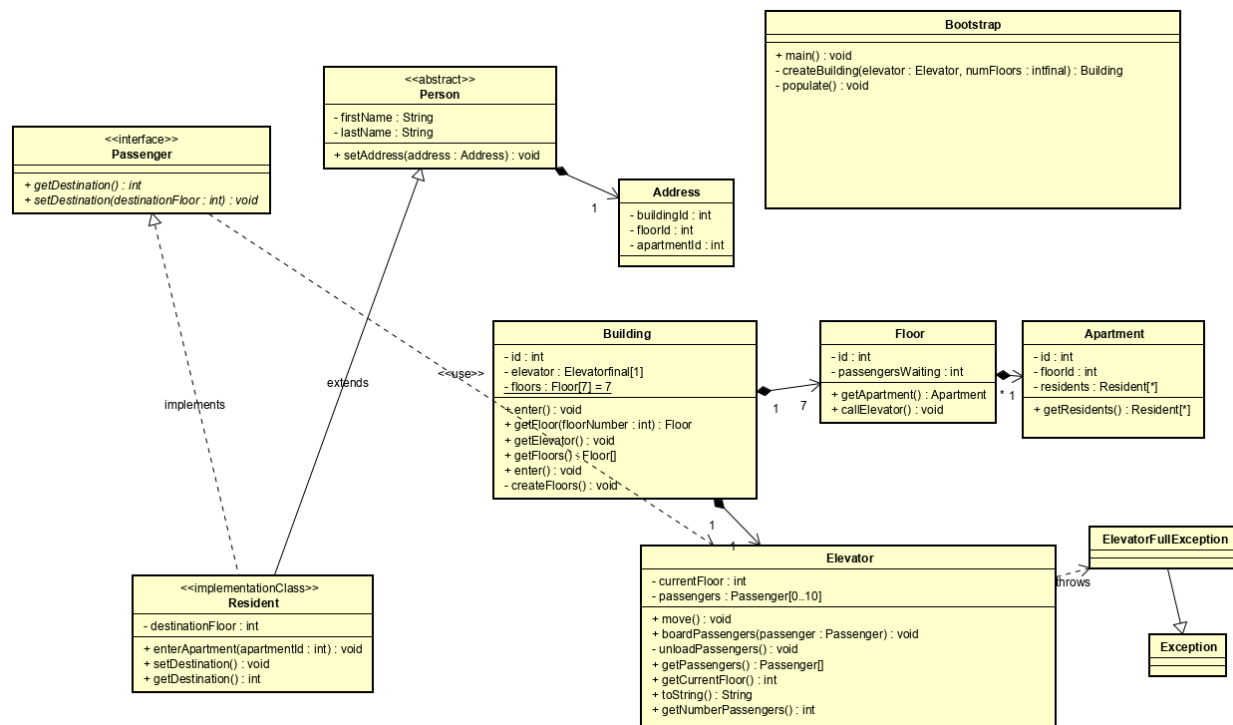 Bootstrap
+ main() : void
- createBuilding(elevator : Elevator, numFloors : intfinal) : Building
- populate() : void
<<abstract>>
Person
- firstName : String
- lastName : String
+ setAddress(address : Address) : void
<<interface>>
Passenger
+ getDestination() : int
+ setDestination(destinationFloor : int) : void
1
Address
- buildingId : int
- floorId : int
- apartmentId : int
Building
- id : int
- elevator : Elevatorfinal[1]
- floors : Floor[7] = 7
+ enter() : void
+ getFloor(floorNumber : int) : Floor
+ getElevator() : void
+ getFloors() : Floor[]
+ enter() : void
- createFloors() : void
1
7
Floor
- id : int
- passengersWaiting : int
+ getApartment() : Apartment
+ callElevator() : void
* 1
Apartment
- id : int
- floorId : int
- residents : Resident[*]
+ getResidents() : Resident[*]
<<use>>
extends
implements
1
1
Elevator
- currentFloor : int
- passengers : Passenger[0..10]
+ move() : void
+ boardPassengers(passenger : Passenger) : void
- unloadPassengers() : void
+ getPassengers() : Passenger[]
+ getCurrentFloor() : int
+ toString() : String
+ getNumberPassengers() : int
throws
ElevatorFullException
Exception
<<implementationClass>>
Resident
- destinationFloor : int
+ enterApartment(apartmentId : int) : void
+ setDestination() : void
+ getDestination() : int